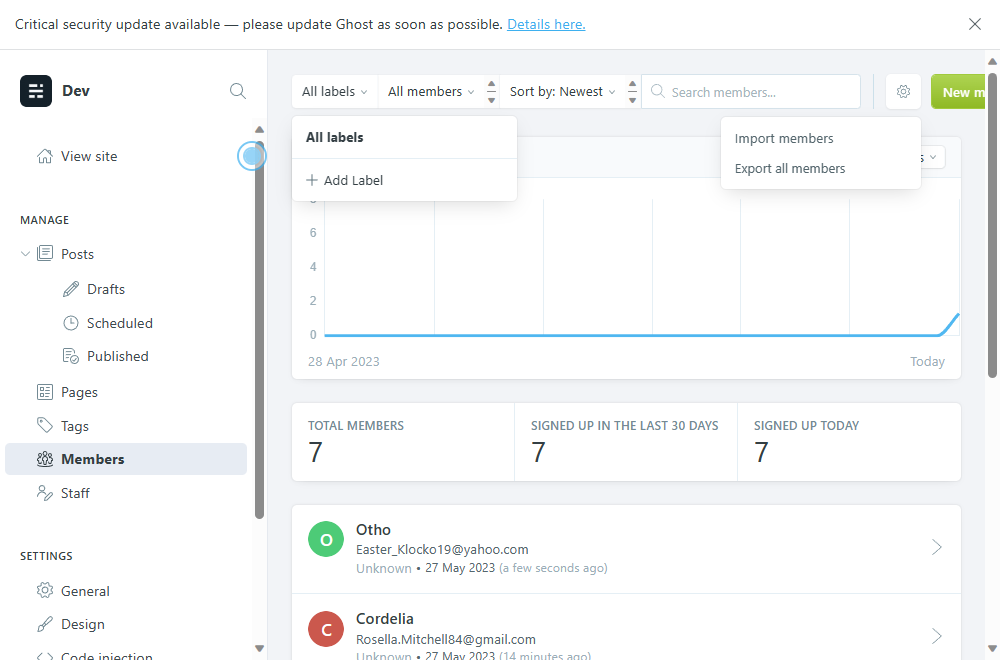 Critical security update available — please update Ghost as soon as possible. Details here.
Dev
View site
MANAGE
Posts
Drafts
Scheduled
Published
Pages
Tags
Members
Staff
SETTINGS
General
Design
Code injection
All labels
All members
Sort by: Newest
Search members...
New m
All labels
Add Label
Import members
Export all members
6
4
2
0
28 Apr 2023
Today
TOTAL MEMBERS
7
SIGNED UP IN THE LAST 30 DAYS
7
SIGNED UP TODAY
7
O
Otho
Easter_Klocko19@yahoo.com
Unknown • 27 May 2023 (a few seconds ago)
C
Cordelia
Rosella.Mitchell84@gmail.com
Unknown • 27 May 2023 (14 minutes ago)